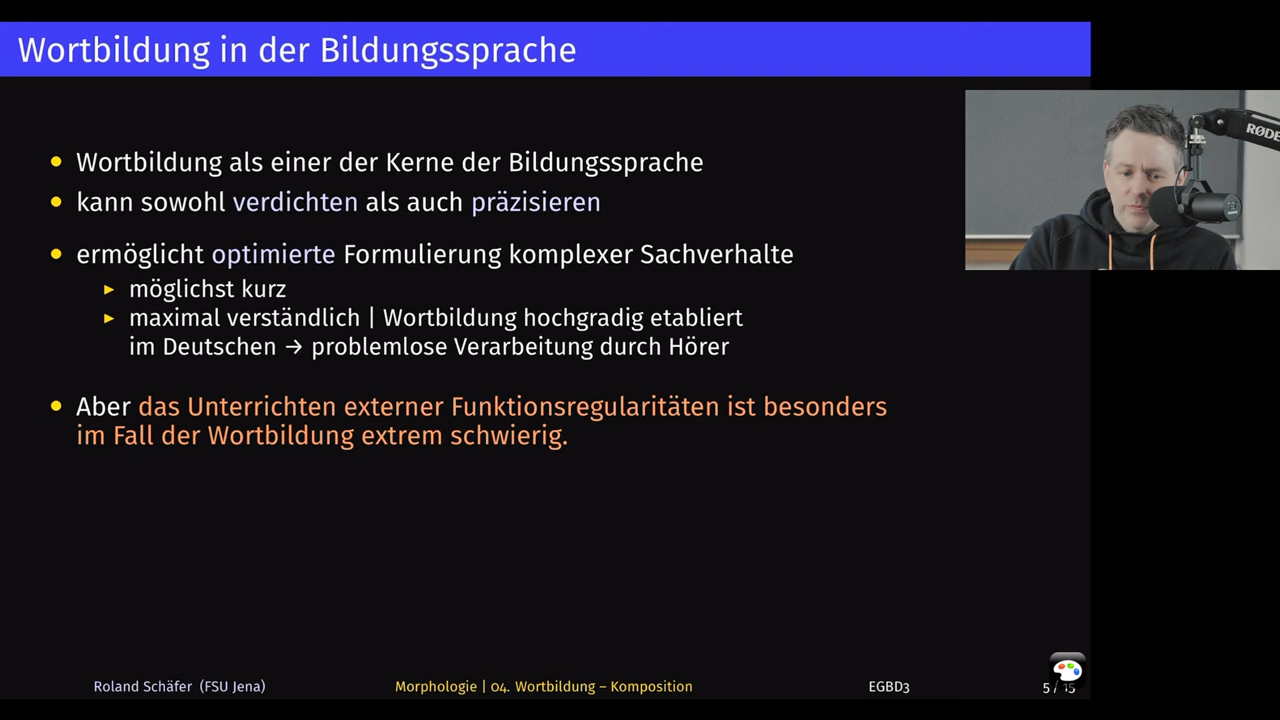 Wortbildung in der Bildungssprache
Wortbildung als einer der Kerne der Bildungssprache
kann sowohl verdichten als auch präzisieren
ermöglicht optimierte Formulierung komplexer Sachverhalte
möglichst kurz
maximal verständlich | Wortbildung hochgradig etabliert
im Deutschen → problemlose Verarbeitung durch Hörer
Aber das Unterrichten externer Funktionsregularitäten ist besonders
im Fall der Wortbildung extrem schwierig.
RØDE
Roland Schäfer (FSU Jena)
Morphologie | 04. Wortbildung – Komposition
EGBD3
5 / 15